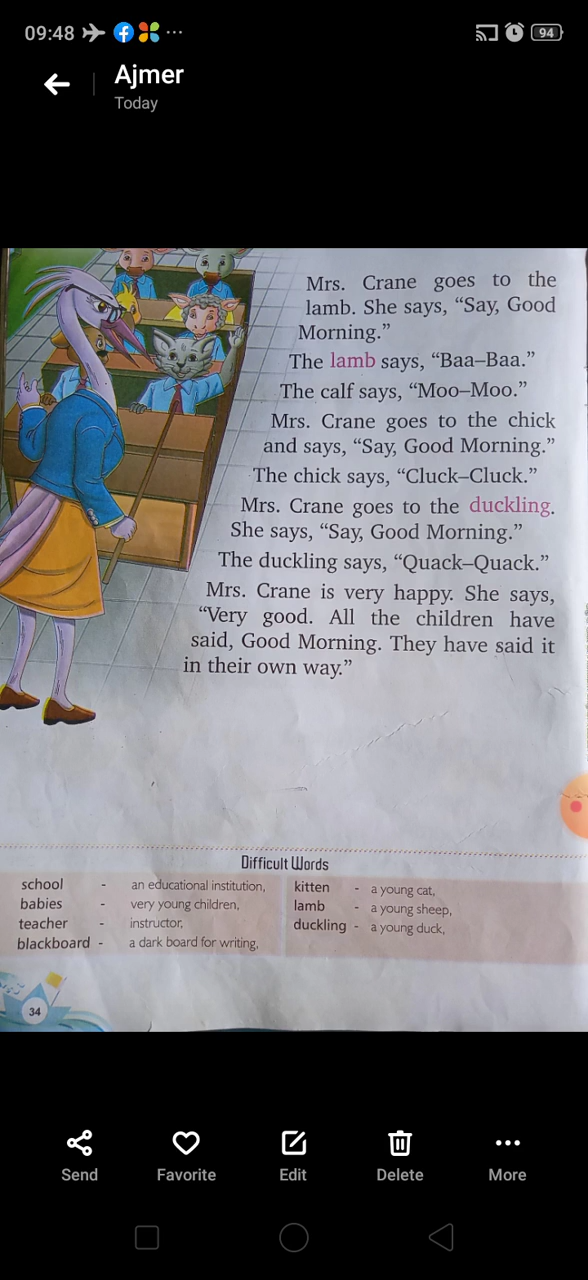 09:48
94
Ajmer
Today
Mrs. Crane goes to the
lamb. She says, “Say, Good
Morning.”
The lamb says, “Baa–Baa.”
The calf says, “Moo–Moo.”
Mrs. Crane goes to the chick
and says, “Say, Good Morning.”
The chick says, “Cluck–Cluck.”
Mrs. Crane goes to the duckling.
She says, “Say, Good Morning.”
The duckling says, “Quack–Quack.”
Mrs. Crane is very happy. She says,
“Very good. All the children have
said, Good Morning. They have said it
in their own way.”
Difficult Words
school - an educational institution,
babies - very young children,
teacher - instructor,
blackboard - a dark board for writing,
kitten - a young cat,
lamb - a young sheep,
duckling - a young duck,
34
Send
Favorite
Edit
Delete
More